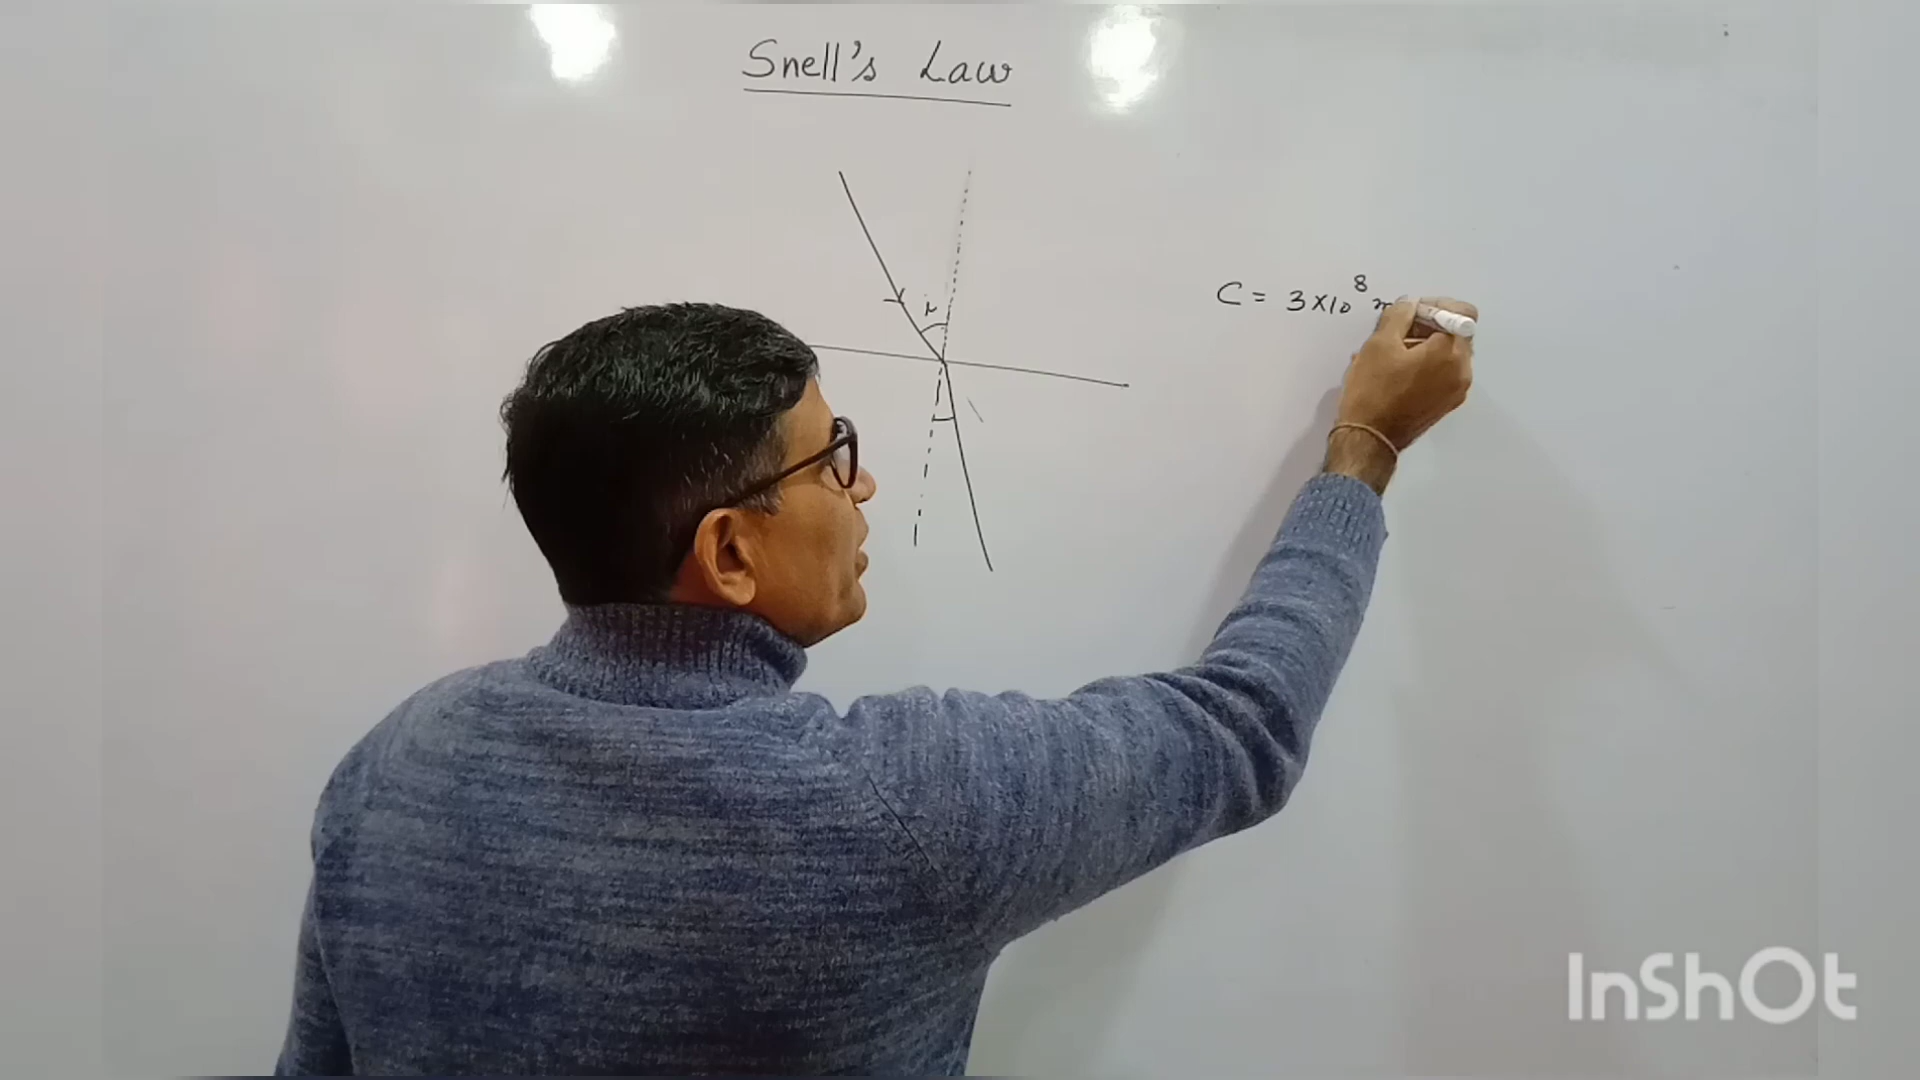 Snell's Law
i
C = 3×10⁸ m
InShot